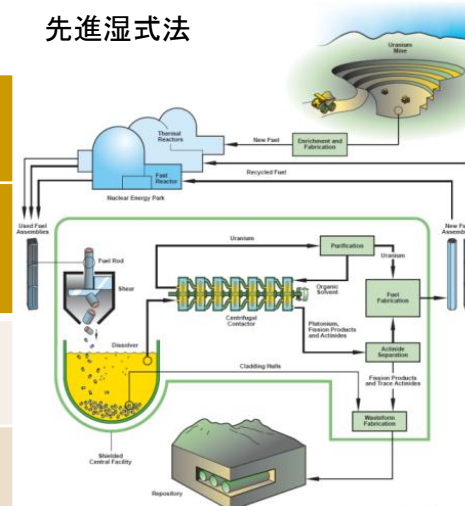 先進湿式法
Uranium
Mine
Thermal
Reactors
New Fuel
Enrichment and
Fabrication
Fast
Reactor
Recycled Fuel
Nuclear Energy Park
Used Fuel
Assemblies
New Fu
Assemb
Fuel Rod
Shear
Uranium
Purification
Uranium
Organic
Solvent
Fuel
Fabrication
Centrifugal
Contactor
Plutonium,
Fission Products
and Actinides
Dissolver
Actinide
Separation
Cladding Hulls
Fission Products
and Trace Actinides
Wasteform
Fabrication
Shielded
Central Facility
Repository